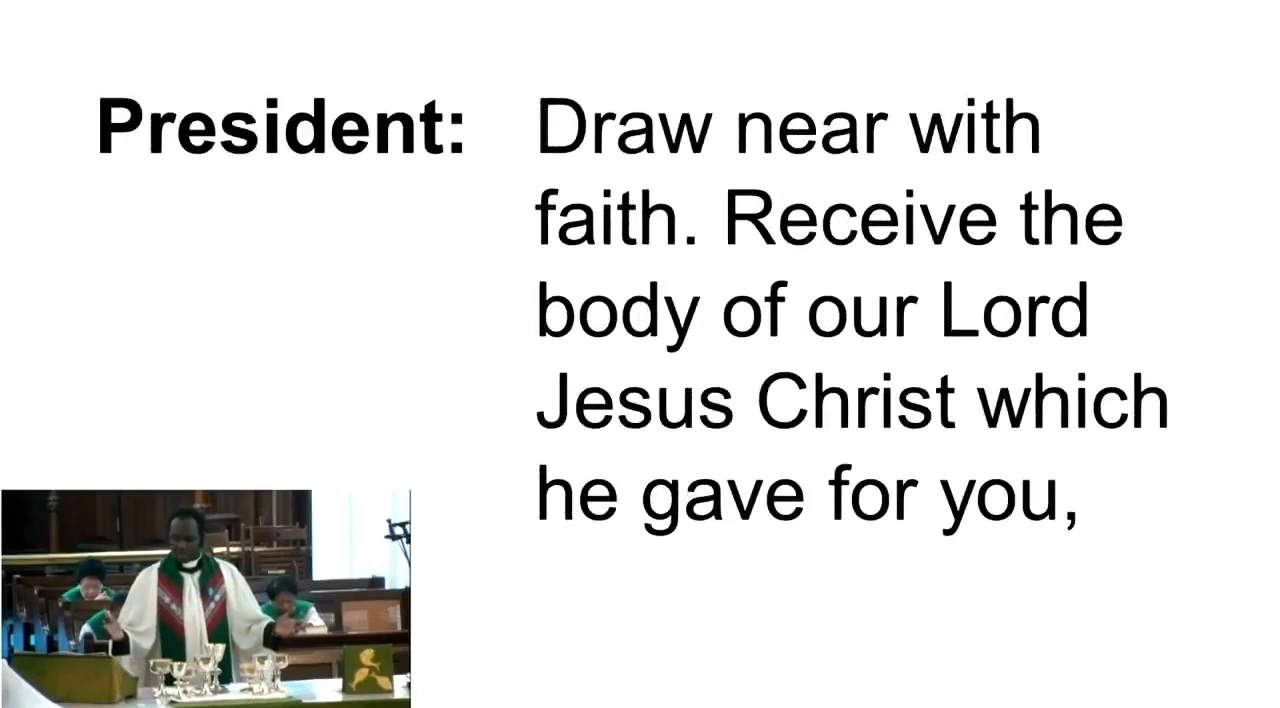 President: Draw near with
faith. Receive the
body of our Lord
Jesus Christ which
he gave for you,